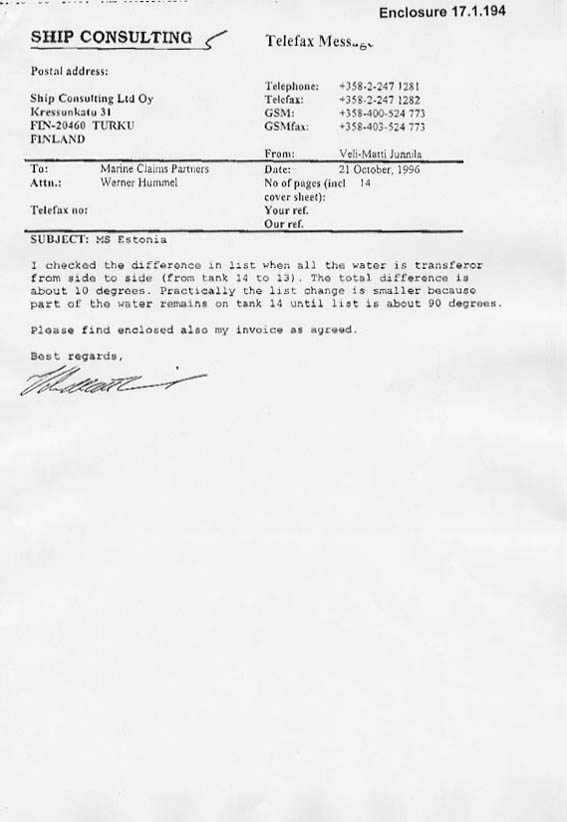 Enclosure 17.1.194
SHIP CONSULTING
Telefax Mess
Postal address:
Ship Consulting Ltd Oy
Kressunkatu 31
FIN-20460 TURKU
FINLAND
Telephone: +358-2-247 1281
Telefax: +358-2-247 1282
GSM: +358-400-524 773
GSMfax: +358-403-524 773
From: Veli-Matti Junnila
To: Marine Claims Partners
Attn.: Werner Hummel
Telefax no:
Date: 21 October, 1996
No of pages (incl 14
cover sheet):
Your ref.
Our ref.
SUBJECT: MS Estonia
I checked the difference in list when all the water is transferor
from side to side (from tank 14 to 13). The total difference is
about 10 degrees. Practically the list change is smaller because
part of the water remains on tank 14 until list is about 90 degrees.
Please find enclosed also my invoice as agreed.
Best regards,